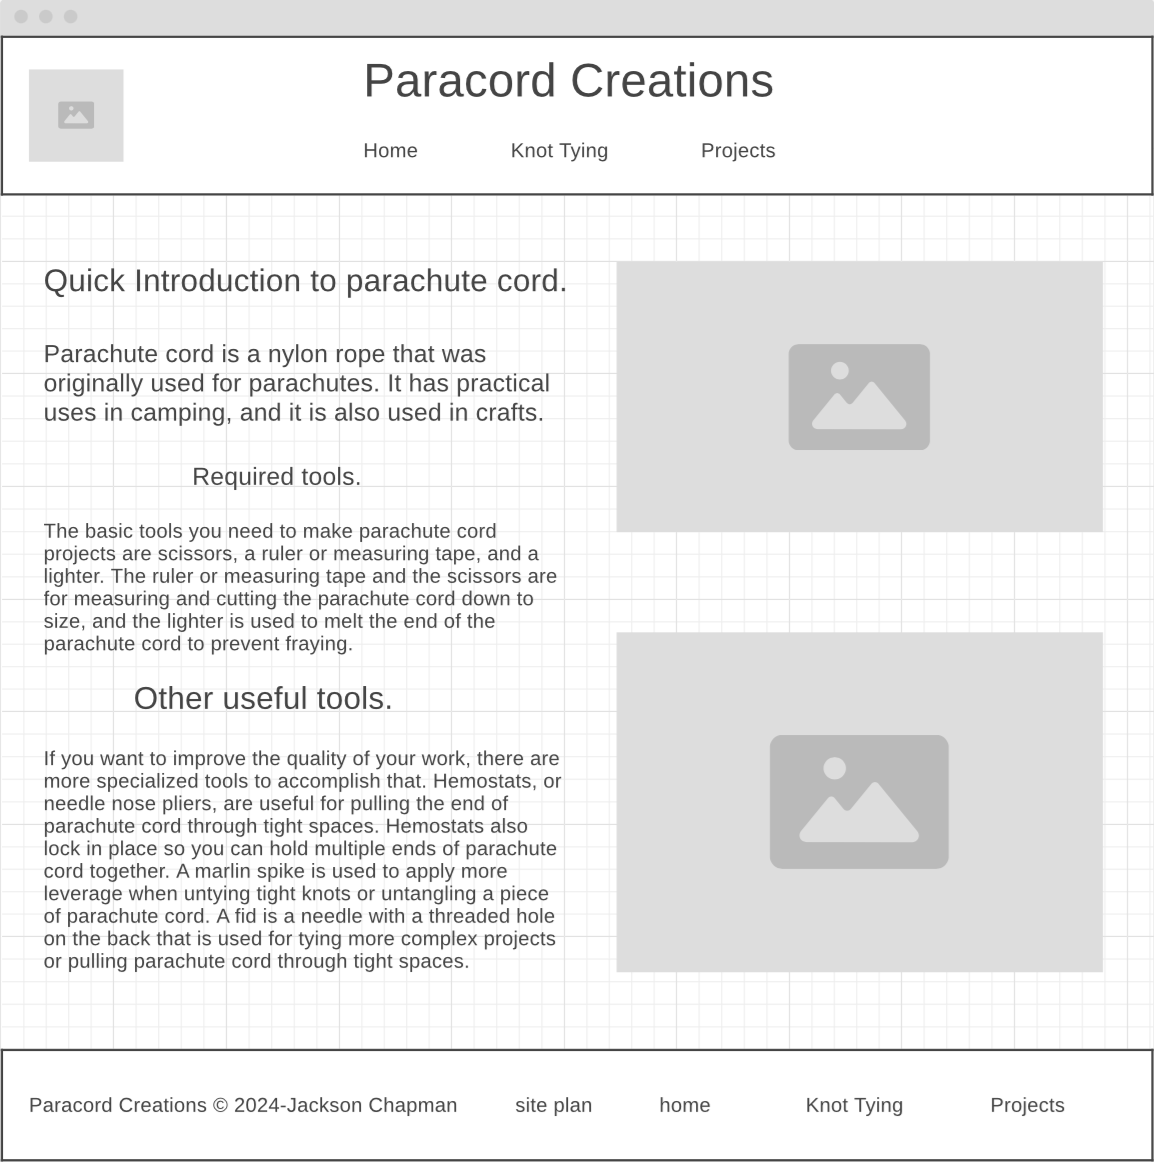 Paracord Creations
Home Knot Tying Projects
Quick Introduction to parachute cord.
Parachute cord is a nylon rope that was
originally used for parachutes. It has practical
uses in camping, and it is also used in crafts.
Required tools.
The basic tools you need to make parachute cord
projects are scissors, a ruler or measuring tape, and a
lighter. The ruler or measuring tape and the scissors are
for measuring and cutting the parachute cord down to
size, and the lighter is used to melt the end of the
parachute cord to prevent fraying.
Other useful tools.
If you want to improve the quality of your work, there are
more specialized tools to accomplish that. Hemostats, or
needle nose pliers, are useful for pulling the end of
parachute cord through tight spaces. Hemostats also
lock in place so you can hold multiple ends of parachute
cord together. A marlin spike is used to apply more
leverage when untying tight knots or untangling a piece
of parachute cord. A fid is a needle with a threaded hole
on the back that is used for tying more complex projects
or pulling parachute cord through tight spaces.
Paracord Creations © 2024-Jackson Chapman site plan home Knot Tying Projects